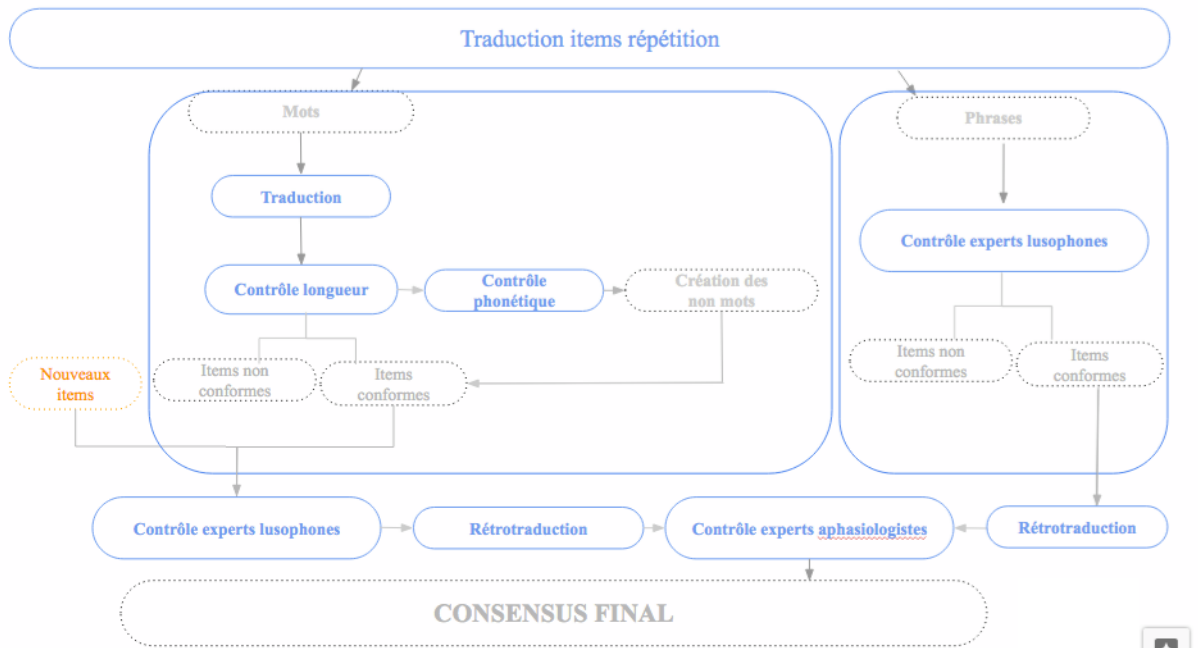 Traduction items répétition
Mots
Phrases
Traduction
Contrôle experts lusophones
Contrôle longueur
Contrôle
phonétique
Création des
non mots
Nouveaux
items
Items non
conformes
Items
conformes
Items non
conformes
Items
conformes
Contrôle experts lusophones
Rétrotraduction
Contrôle experts aphasiologistes
Rétrotraduction
CONSENSUS FINAL